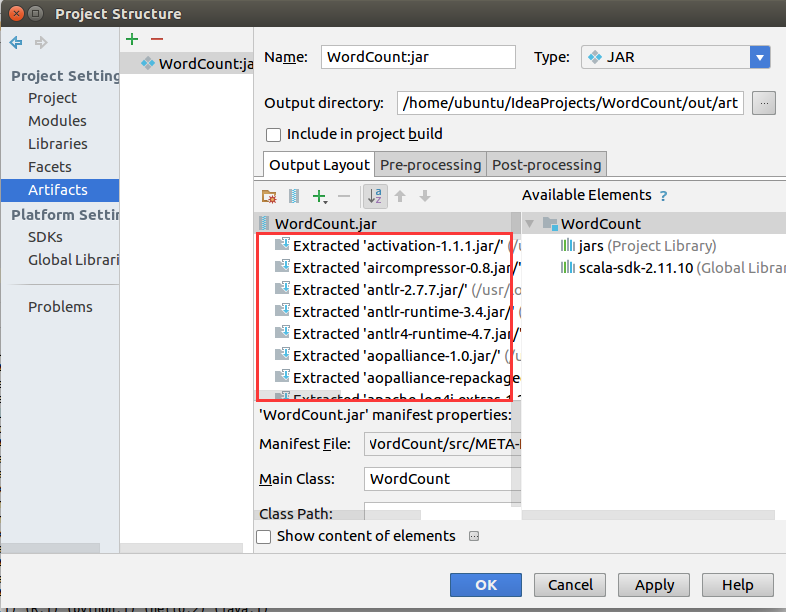 Project Structure
Project Setting
Project
Modules
Libraries
Facets
Artifacts
Platform Settin
SDKs
Global Librari
Problems
WordCount:ja
Name: WordCount:jar Type: JAR
Output directory: /home/ubuntu/IdeaProjects/WordCount/out/art ...
Include in project build
Output Layout Pre-processing Post-processing
Available Elements ?
WordCount.jar
Extracted 'activation-1.1.1.jar/' (/u
Extracted 'aircompressor-0.8.jar/'
Extracted 'antlr-2.7.7.jar/' (/usr/lo
Extracted 'antlr-runtime-3.4.jar/' (
Extracted 'antlr4-runtime-4.7.jar/'
Extracted 'aopalliance-1.0.jar/' (/u
Extracted 'aopalliance-repackage
Extracted 'apache-log4j-extras-1.2
WordCount
jars (Project Library)
scala-sdk-2.11.10 (Global Librar
'WordCount.jar' manifest properties:
Manifest File: WordCount/src/META-I
Main Class: WordCount
Class Path:
Show content of elements ...
OK Cancel Apply Help